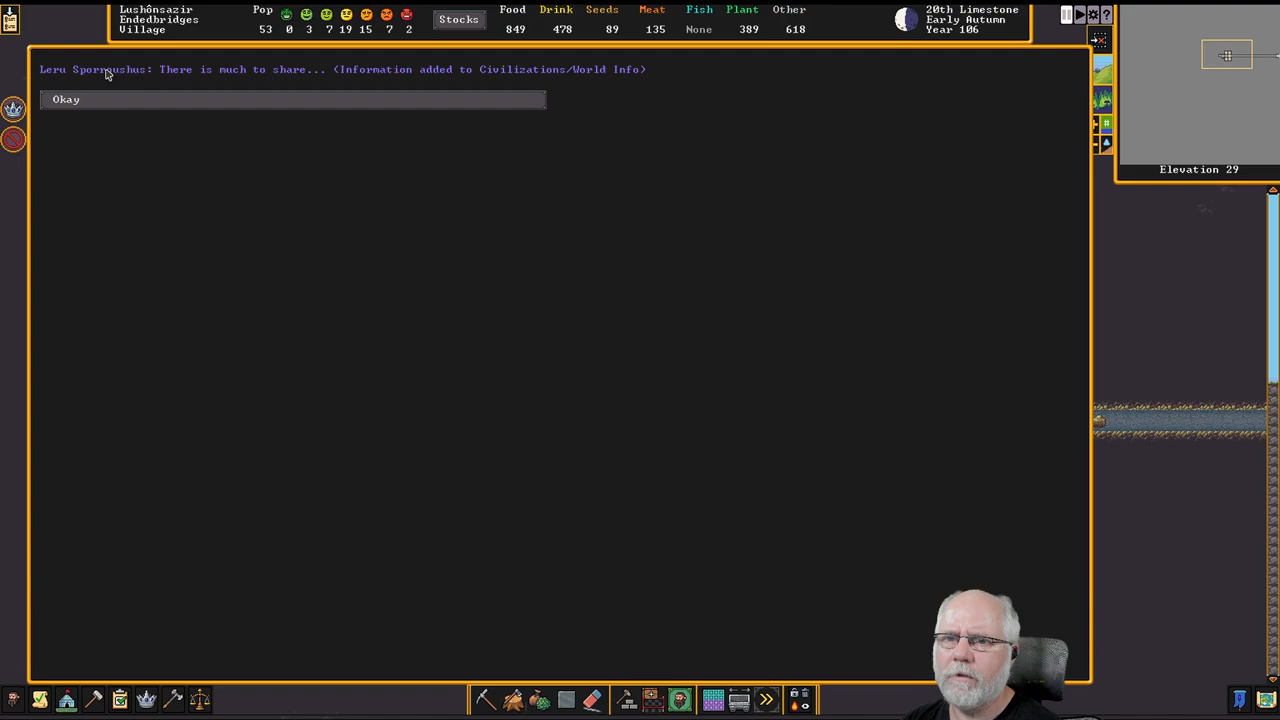 Lushônsazir
Endedbridges
Village
Pop
53 0 3 7 19 15 7 2
Stocks
Food Drink Seeds Meat Fish Plant Other
849 478 89 135 None 389 618
20th Limestone
Early Autumn
Year 106
Leru : There is much to share... (Information added to Civilizations/World Info)
Okay
Elevation 29